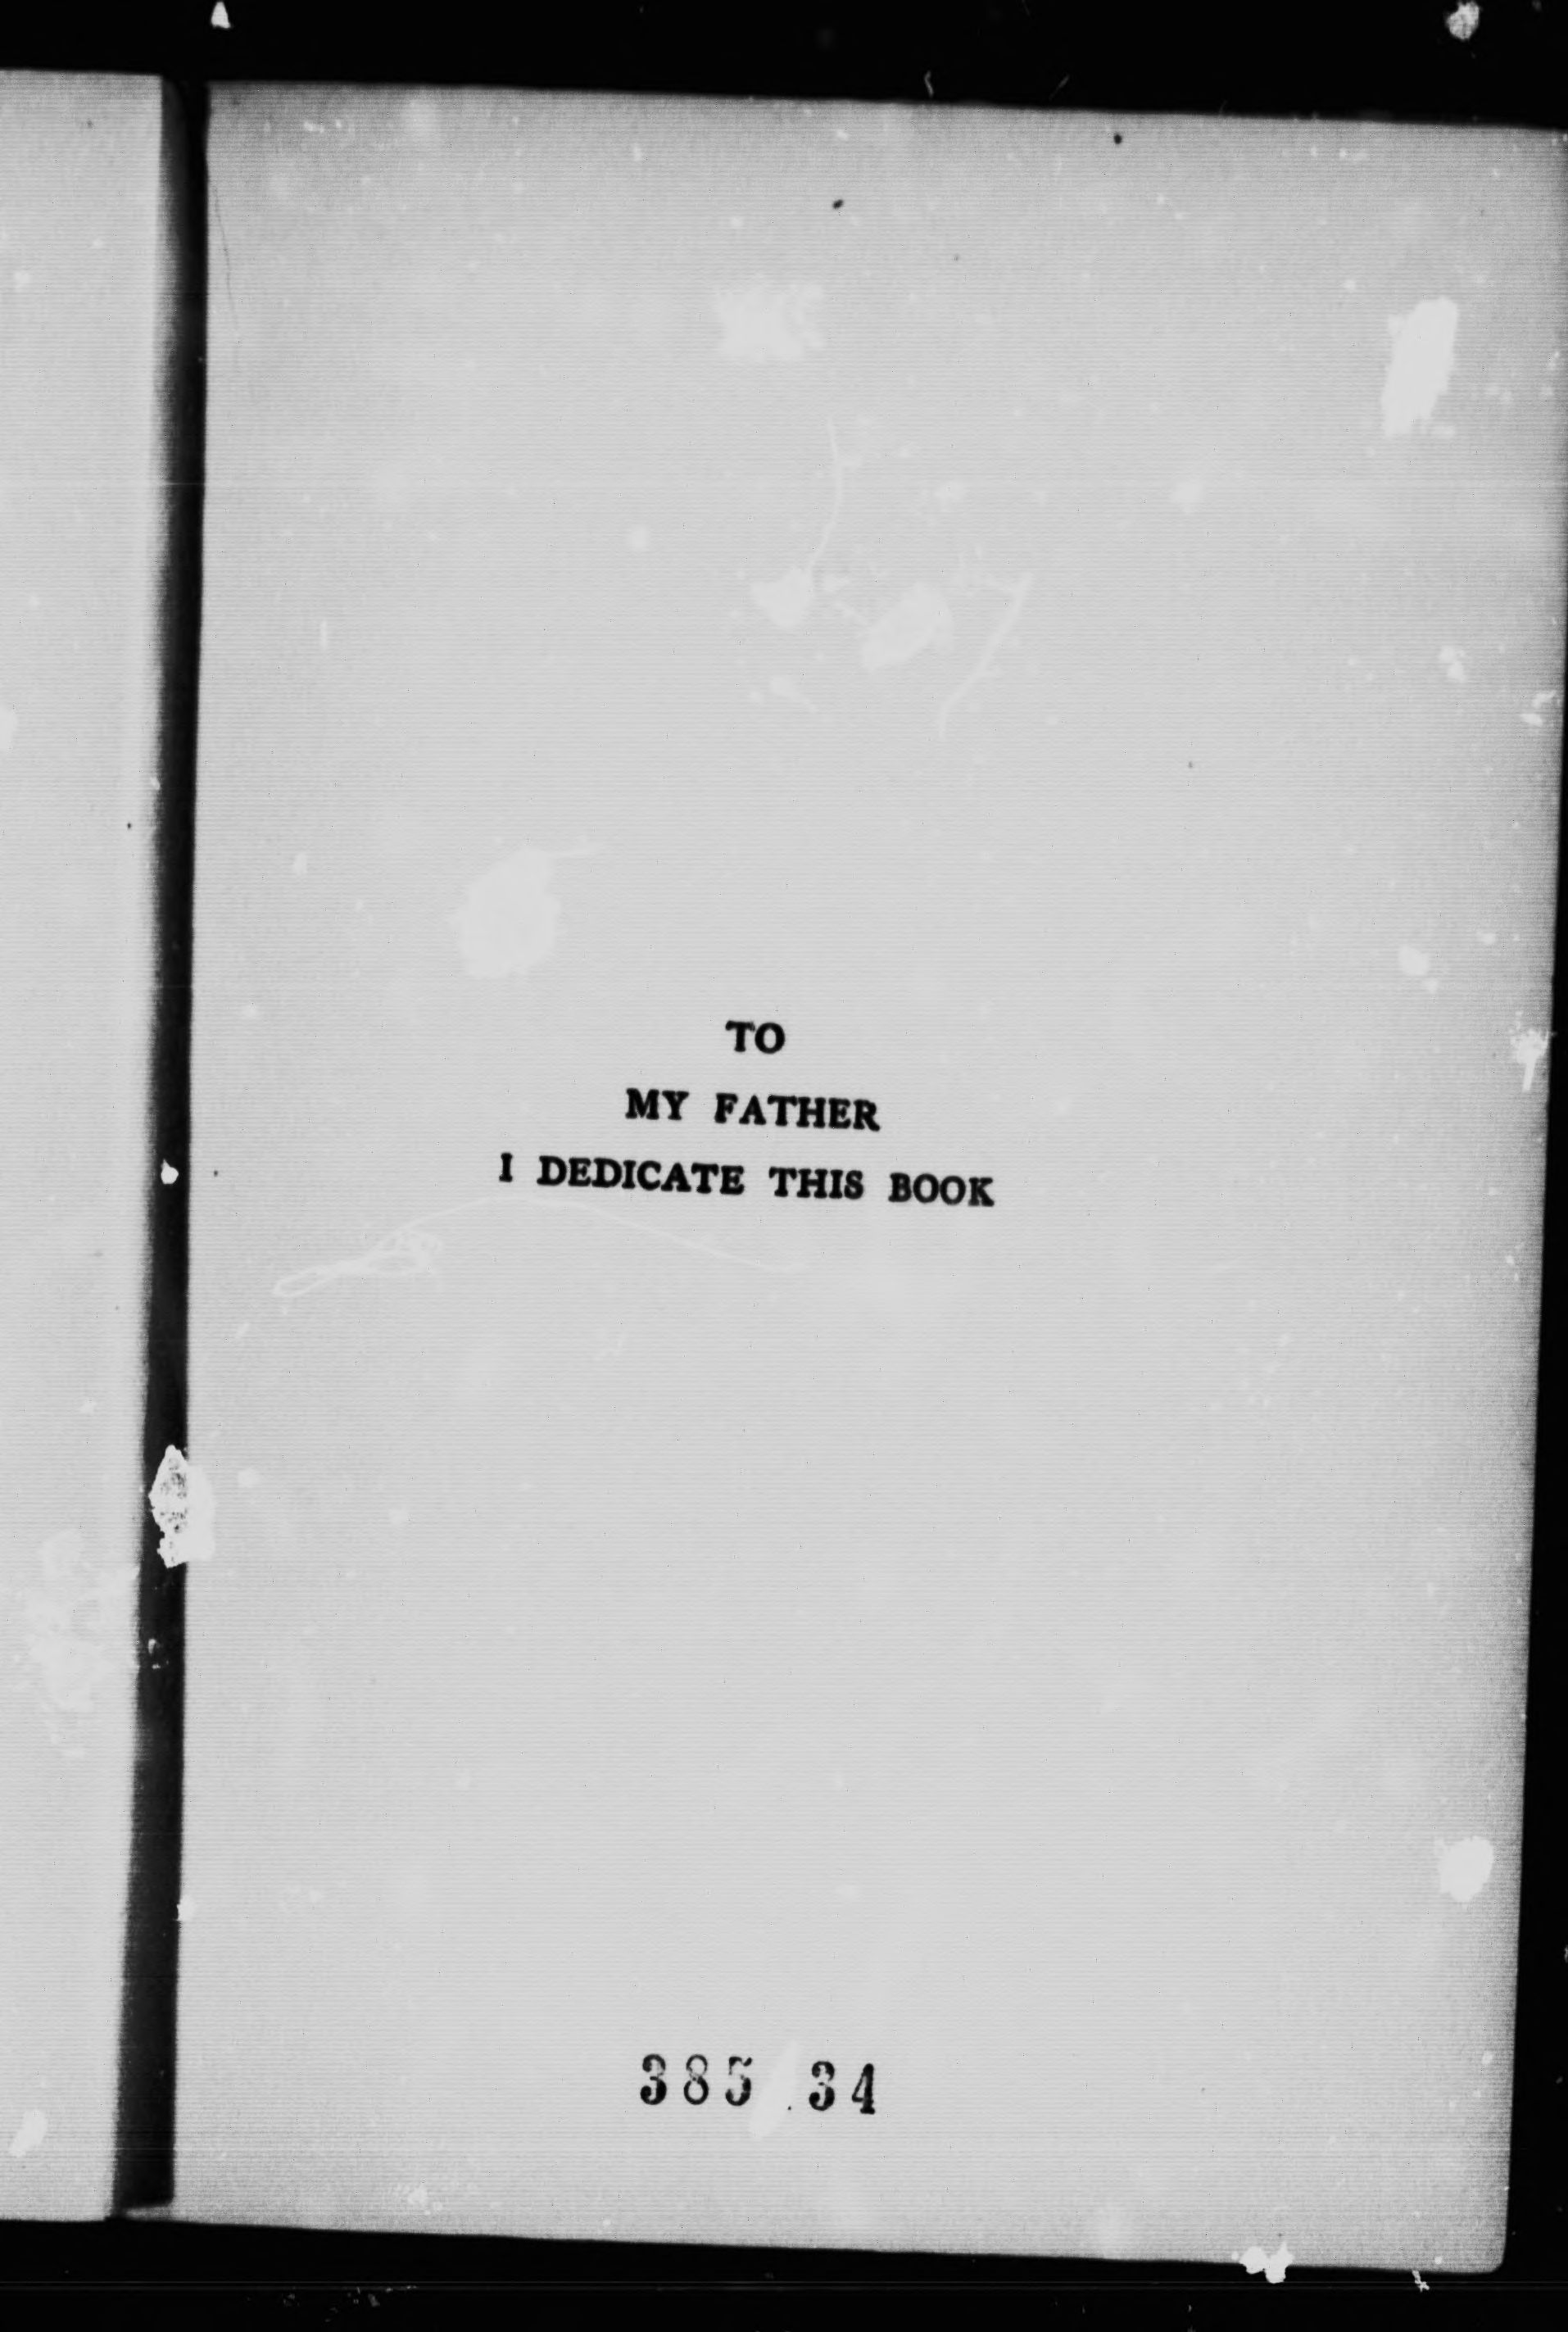 TO
MY FATHER
I DEDICATE THIS BOOK
385 34